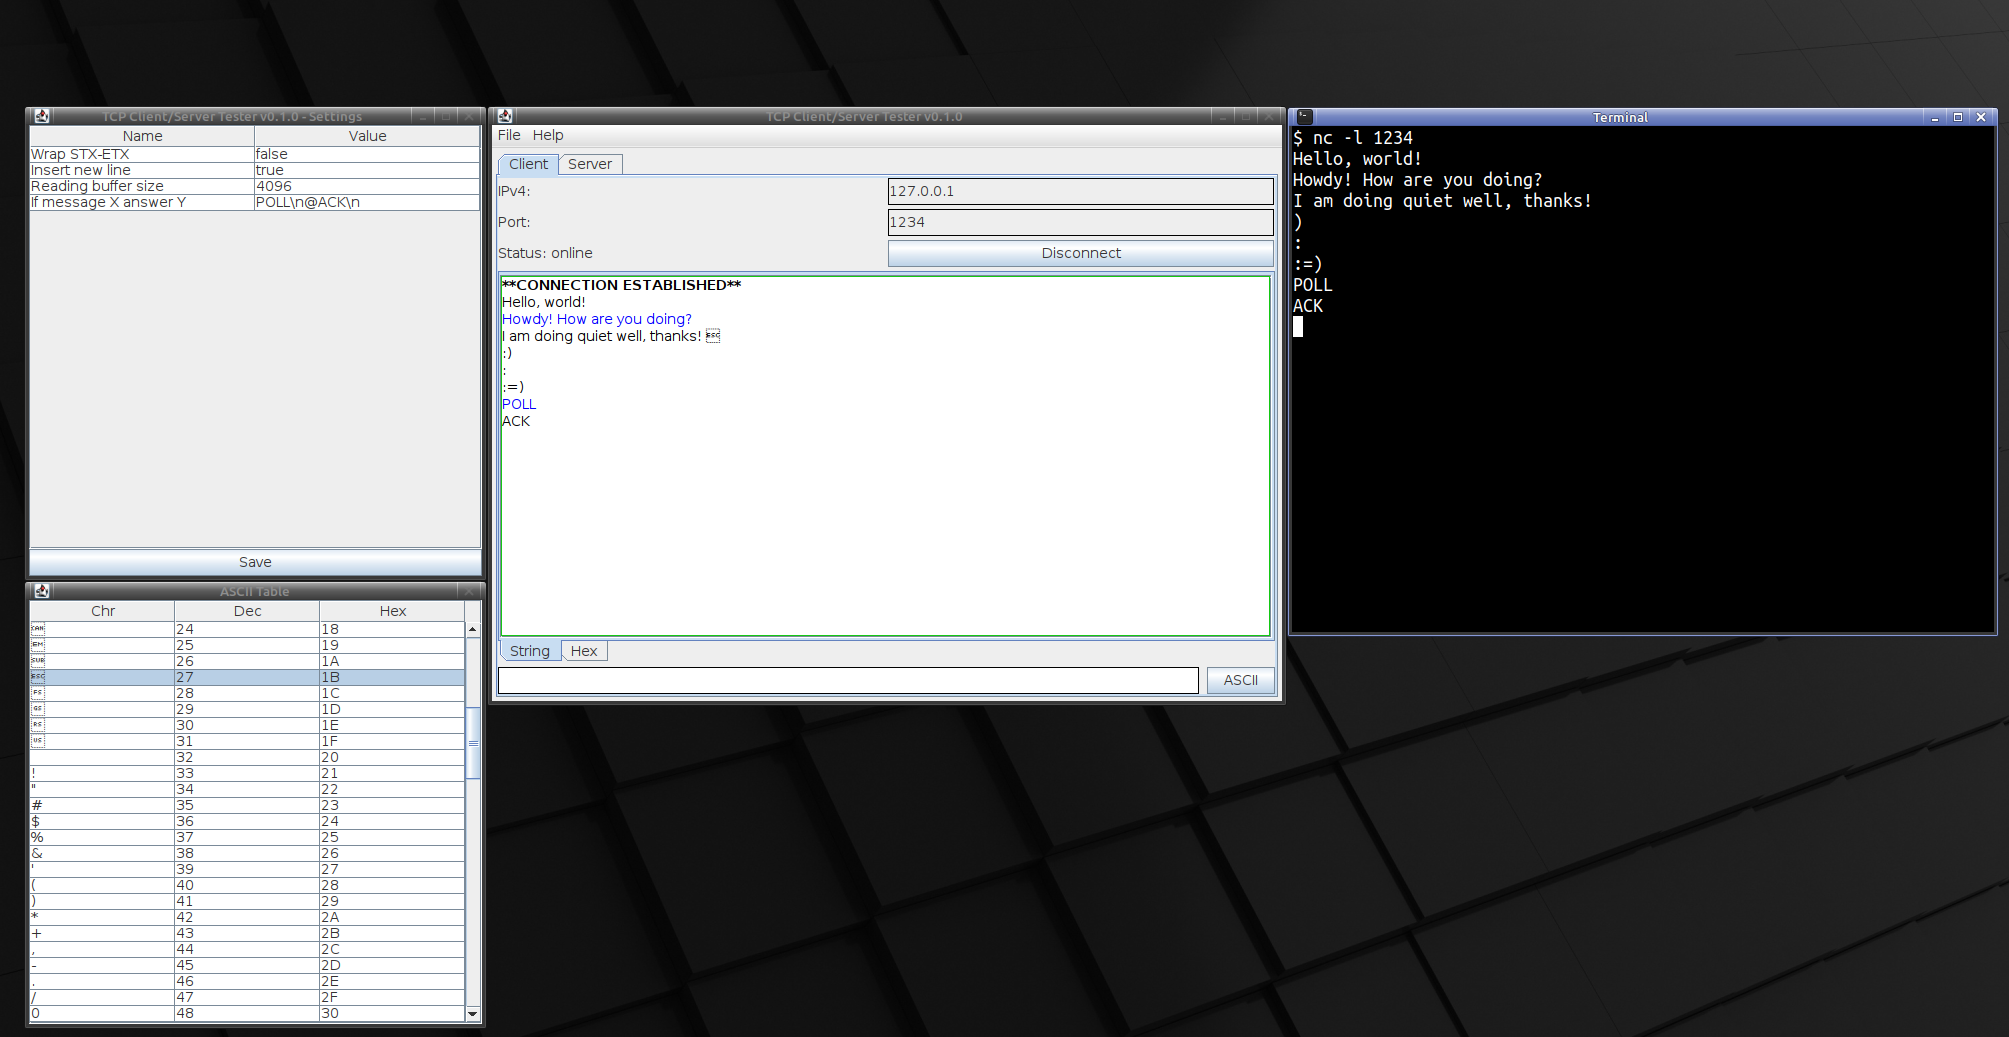 TCP Client/Server Tester v0.1.0 - Settings
Name Value
Wrap STX-ETX false
Insert new line true
Reading buffer size 4096
If message X answer Y POLL\n@ACK\n
Save
ASCII Table
Chr Dec Hex
CAN 24 18
EM 25 19
SUB 26 1A
ESC 27 1B
FS 28 1C
GS 29 1D
RS 30 1E
US 31 1F
32 20
! 33 21
" 34 22
# 35 23
$ 36 24
% 37 25
& 38 26
' 39 27
( 40 28
) 41 29
* 42 2A
+ 43 2B
, 44 2C
- 45 2D
. 46 2E
/ 47 2F
0 48 30
TCP Client/Server Tester v0.1.0
File Help
Client Server
IPv4: 127.0.0.1
Port: 1234
Status: online Disconnect
**CONNECTION ESTABLISHED**
Hello, world!
Howdy! How are you doing?
I am doing quiet well, thanks! ESC
:)
:
:=)
POLL
ACK
String Hex
ASCII
Terminal
$ nc -l 1234
Hello, world!
Howdy! How are you doing?
I am doing quiet well, thanks!
)
:
:=)
POLL
ACK